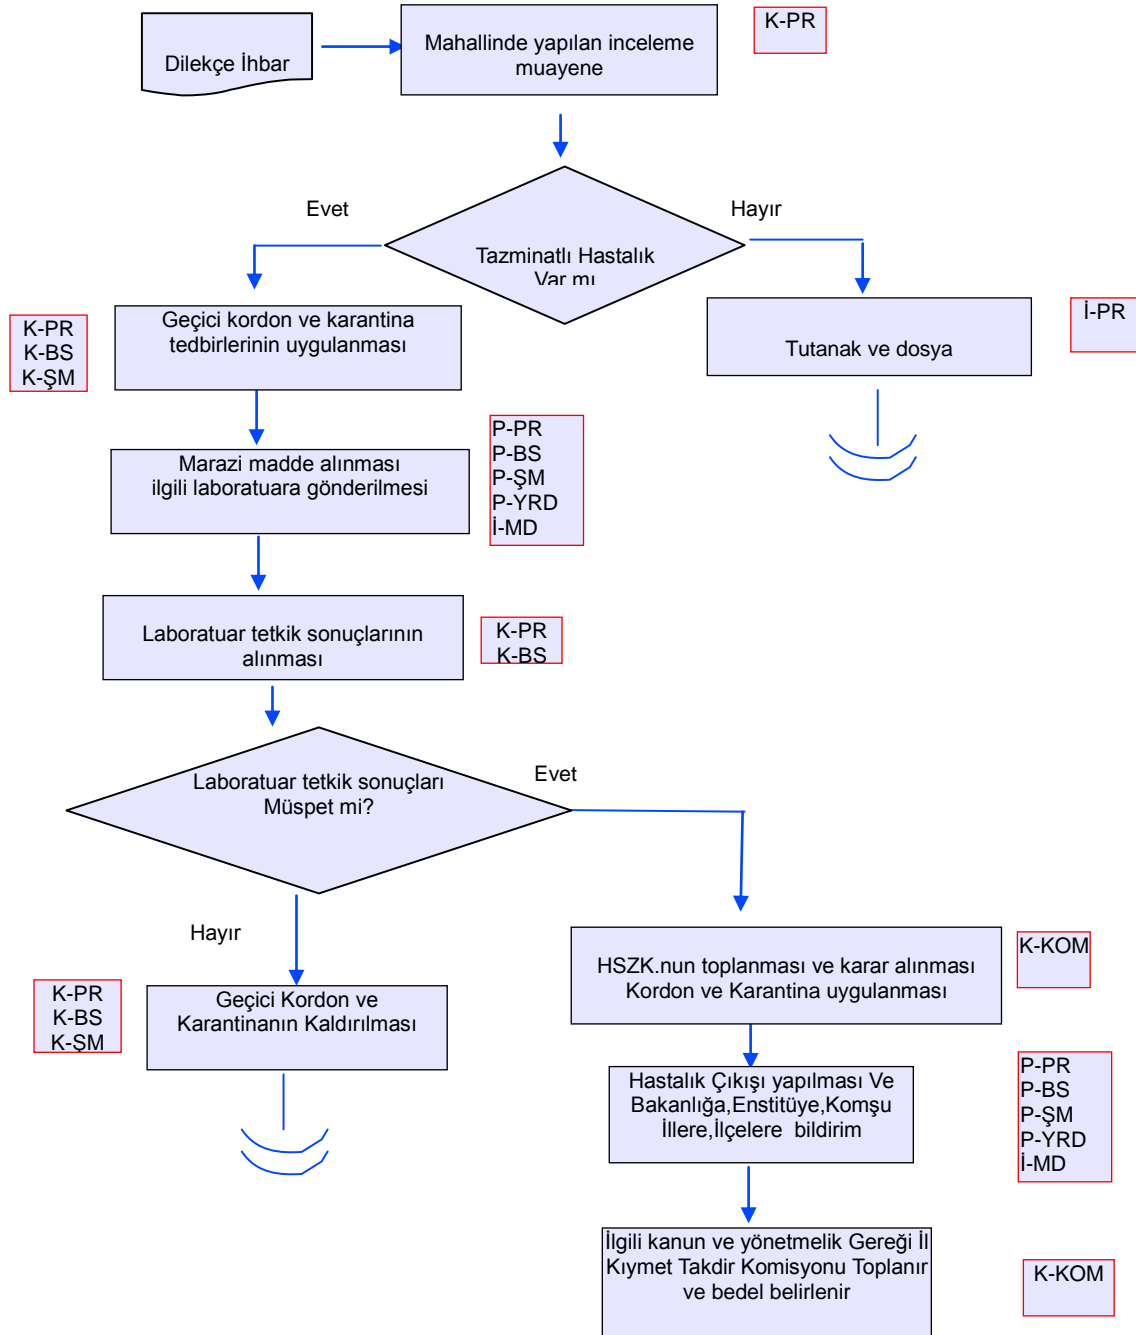 K-PR
Dilekçe İhbar
Mahallinde yapılan inceleme
muayene
Evet
Hayır
Tazminatlı Hastalık
Var mı
K-PR
K-BS
K-ŞM
Geçici kordon ve karantina
tedbirlerinin uygulanması
Tutanak ve dosya
İ-PR
Marazi madde alınması
ilgili laboratuara gönderilmesi
P-PR
P-BS
P-ŞM
P-YRD
İ-MD
Laboratuar tetkik sonuçlarının
alınması
K-PR
K-BS
Laboratuar tetkik sonuçları
Müspet mi?
Evet
Hayır
K-PR
K-BS
K-ŞM
Geçici Kordon ve
Karantinanın Kaldırılması
HSZK.nun toplanması ve karar alınması
Kordon ve Karantina uygulanması
K-KOM
Hastalık Çıkışı yapılması Ve
Bakanlığa,Enstitüye,Komşu
İllere,İlçelere  bildirim
P-PR
P-BS
P-ŞM
P-YRD
İ-MD
İlgili kanun ve yönetmelik Gereği İl
Kıymet Takdir Komisyonu Toplanır
ve bedel belirlenir
K-KOM